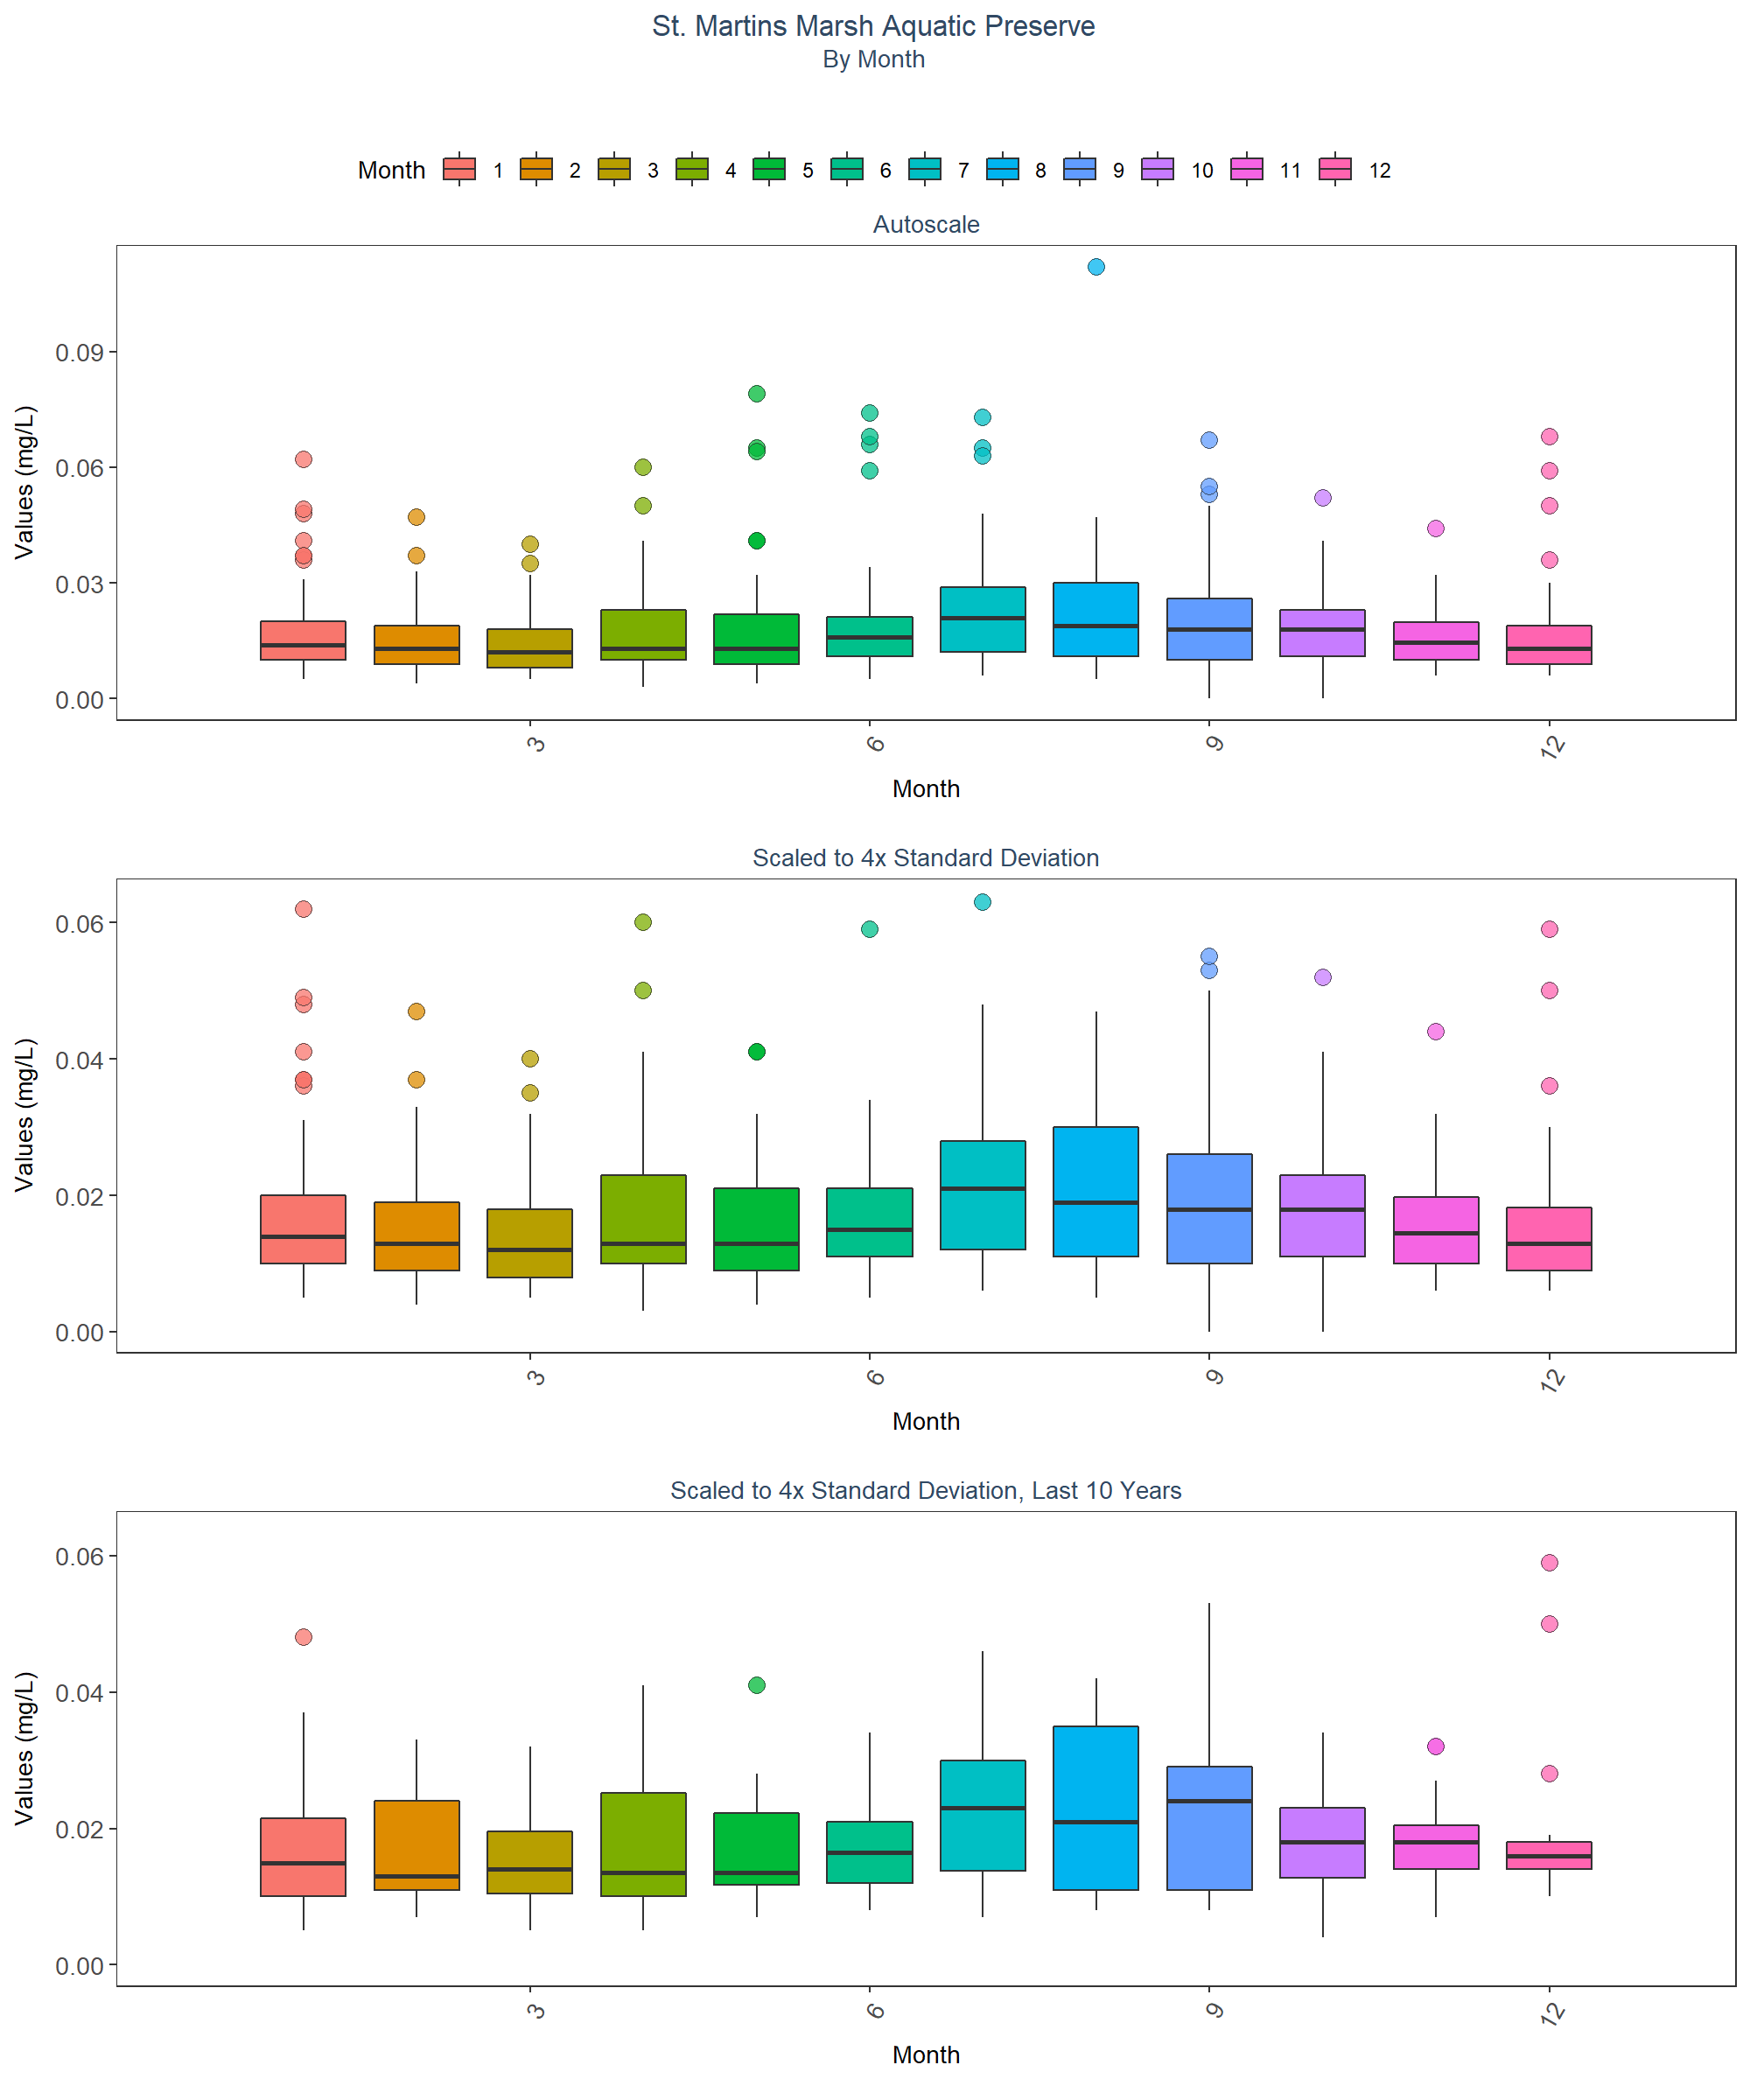 St. Martins Marsh Aquatic Preserve
By Month
Month 1 2 3 4 5 6 7 8 9 10 11 12
Autoscale
Values (mg/L)
0.09
0.06
0.03
0.00
3 6 9 12
Month
Scaled to 4x Standard Deviation
Values (mg/L)
0.06
0.04
0.02
0.00
3 6 9 12
Month
Scaled to 4x Standard Deviation, Last 10 Years
Values (mg/L)
0.06
0.04
0.02
0.00
3 6 9 12
Month